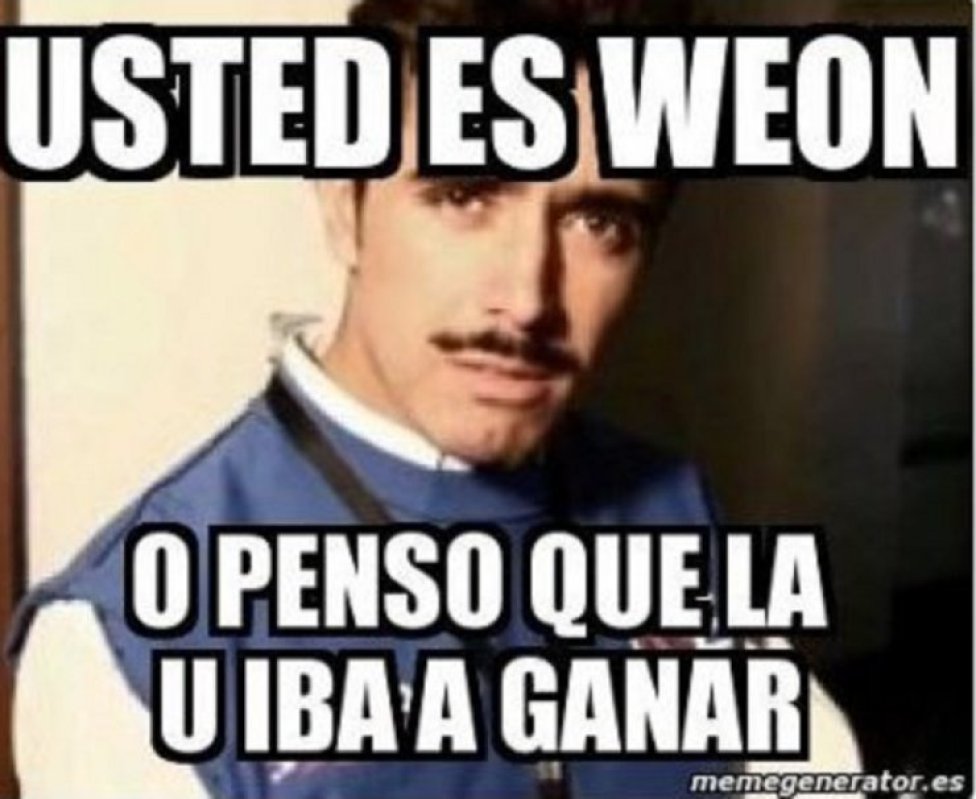 USTED ES WEON
O PENSO QUE LA
U IBA A GANAR
memegenerator.es